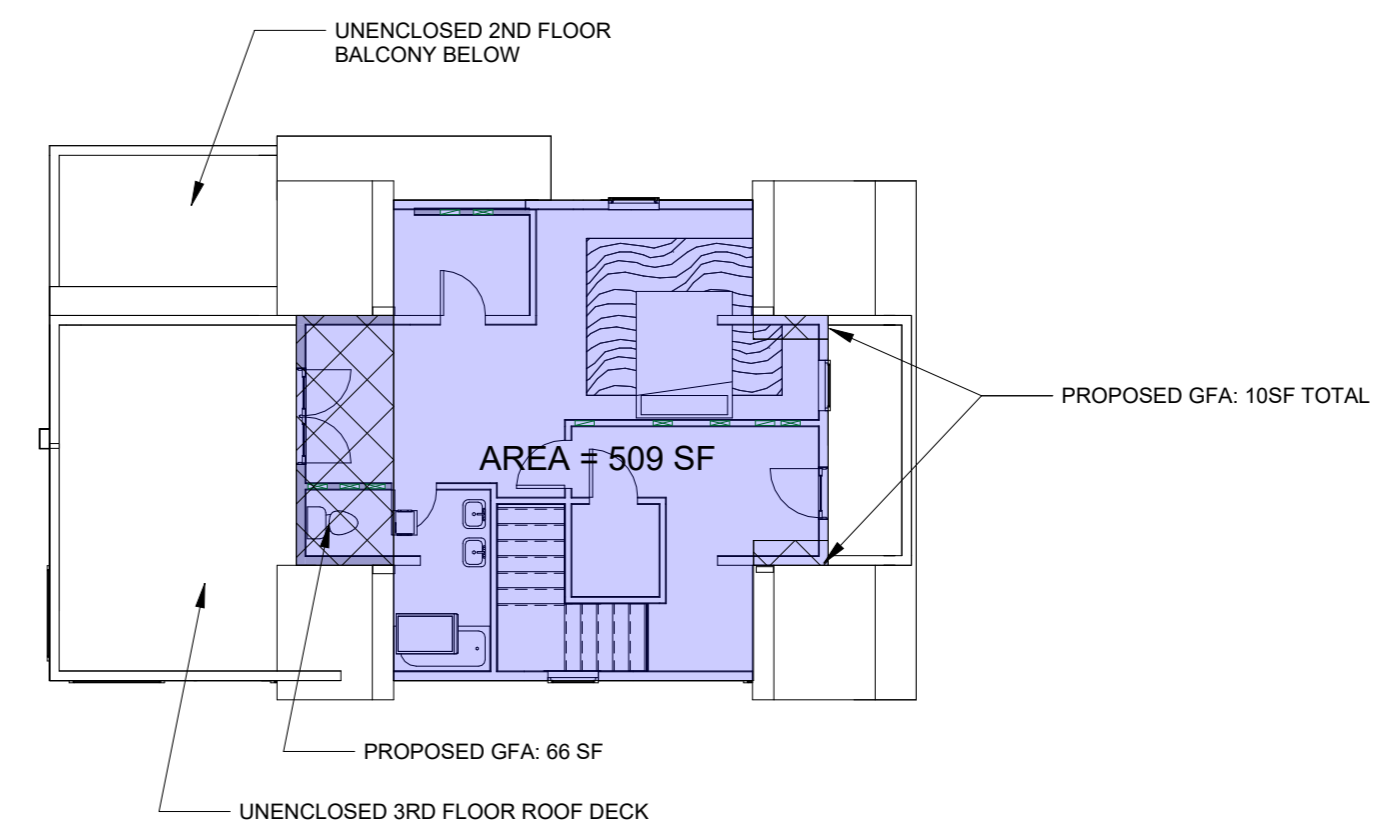 UNENCLOSED 2ND FLOOR
BALCONY BELOW
PROPOSED GFA: 10SF TOTAL
AREA = 509 SF
PROPOSED GFA: 66 SF
UNENCLOSED 3RD FLOOR ROOF DECK